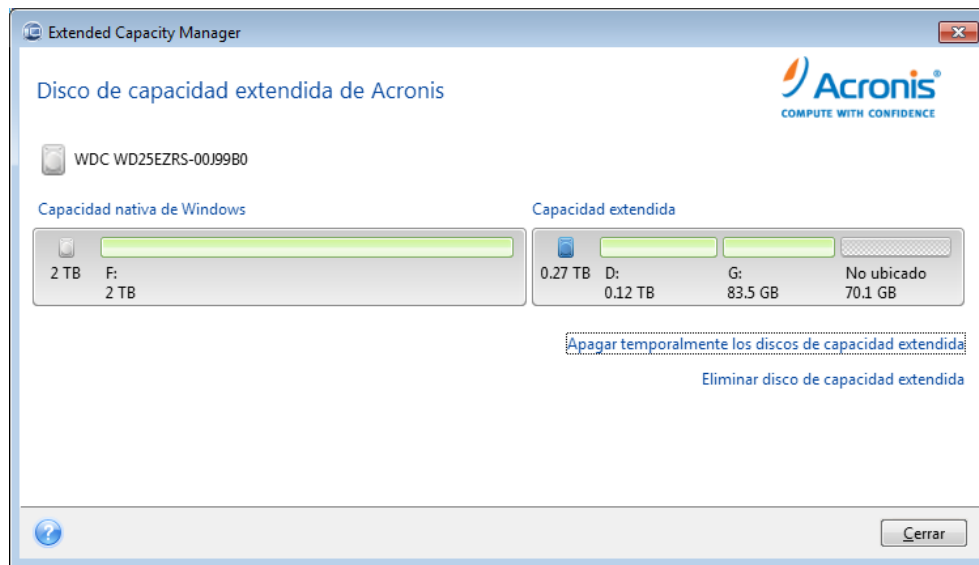 Extended Capacity Manager
Disco de capacidad extendida de Acronis
Acronis®
COMPUTE WITH CONFIDENCE
WDC WD25EZRS-00J99B0
Capacidad nativa de Windows
Capacidad extendida
2 TB
F:
2 TB
0.27 TB
D:
0.12 TB
G:
83.5 GB
No ubicado
70.1 GB
Apagar temporalmente los discos de capacidad extendida
Eliminar disco de capacidad extendida
?
Cerrar